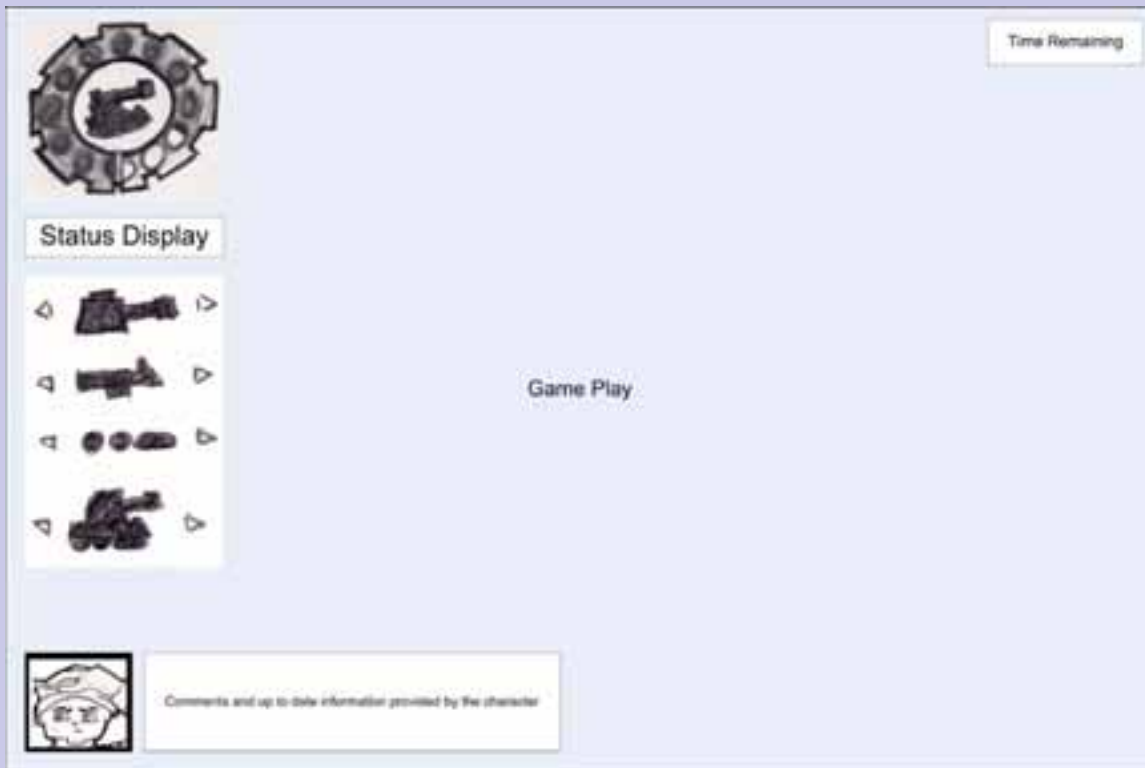 Time Remaining
Status Display
Game Play
Comments and up to date information provided by the character